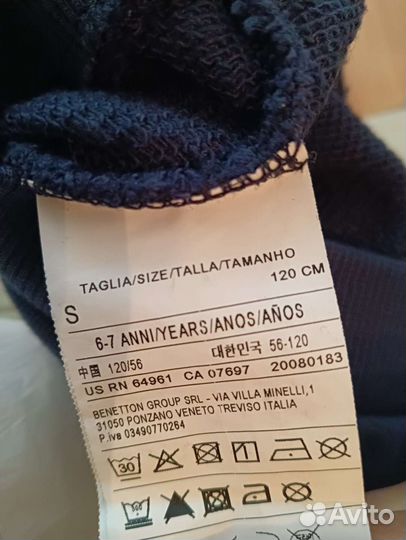 TAGLIA/SIZE/TALLA/TAMANHO
S
120 CM
6-7 ANNI/YEARS/ANOS/AÑOS
中国 120/56 대한민국 56-120
US RN 64961 CA 07697 20080183
BENETTON GROUP SRL - VIA VILLA MINELLI,1
31050 PONZANO VENETO TREVISO ITALIA
P.iva 03490770264
30
1
Avito